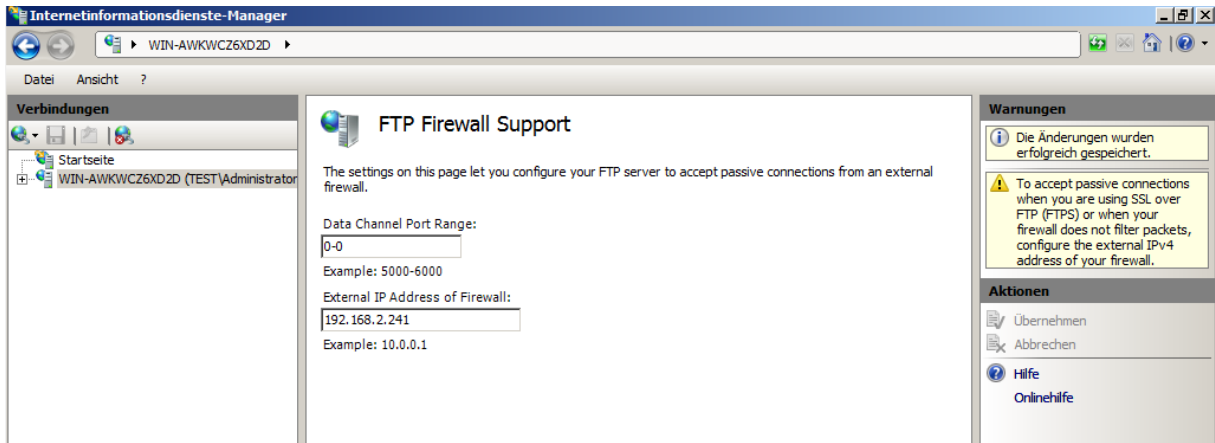 Internetinformationsdienste-Manager
WIN-AWKWCZ6XD2D
Datei Ansicht ?
Verbindungen
Startseite
WIN-AWKWCZ6XD2D (TEST\Administrator
FTP Firewall Support
The settings on this page let you configure your FTP server to accept passive connections from an external
firewall.
Data Channel Port Range:
0-0
Example: 5000-6000
External IP Address of Firewall:
192.168.2.241
Example: 10.0.0.1
Warnungen
Die Änderungen wurden
erfolgreich gespeichert.
To accept passive connections
when you are using SSL over
FTP (FTPS) or when your
firewall does not filter packets,
configure the external IPv4
address of your firewall.
Aktionen
Übernehmen
Abbrechen
Hilfe
Onlinehilfe